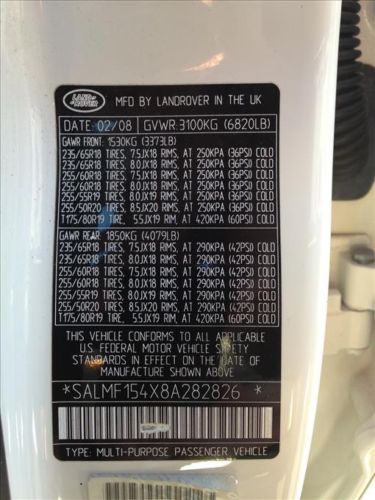 LAND
ROVER
MFD BY LANDROVER IN THE UK
DATE: 02/08 GVWR: 3100KG (6820LB)
GAWR FRONT: 1530KG (3373LB)
235/65R18 TIRES, 7.5JX18 RIMS, AT 250KPA (36PSI) COLD
235/65R18 TIRES, 8.0JX18 RIMS, AT 250KPA (36PSI) COLD
255/60R18 TIRES, 7.5JX18 RIMS, AT 250KPA (36PSI) COLD
255/60R18 TIRES, 8.0JX18 RIMS, AT 250KPA (36PSI) COLD
255/55R19 TIRES, 8.0JX19 RIMS, AT 250KPA (36PSI) COLD
255/50R20 TIRES, 8.5JX20 RIMS, AT 250KPA (36PSI) COLD
T175/80R19 TIRE, 5.5JX19 RIM, AT 420KPA (60PSI) COLD
GAWR REAR: 1850KG (4079LB)
235/65R18 TIRES, 7.5JX18 RIMS, AT 290KPA (42PSI) COLD
235/65R18 TIRES, 8.0JX18 RIMS, AT 290KPA (42PSI) COLD
255/60R18 TIRES, 7.5JX18 RIMS, AT 290KPA (42PSI) COLD
255/60R18 TIRES, 8.0JX18 RIMS, AT 290KPA (42PSI) COLD
255/55R19 TIRES, 8.0JX19 RIMS, AT 290KPA (42PSI) COLD
255/50R20 TIRES, 8.5JX20 RIMS, AT 290KPA (42PSI) COLD
T175/80R19 TIRE, 5.5JX19 RIM, AT 420KPA (60PSI) COLD
THIS VEHICLE CONFORMS TO ALL APPLICABLE
U.S. FEDERAL MOTOR VEHICLE SAFETY
STANDARDS IN EFFECT ON THE DATE OF
MANUFACTURE SHOWN ABOVE
*SALMF154X8A282826*
TYPE: MULTI-PURPOSE PASSENGER VEHICLE